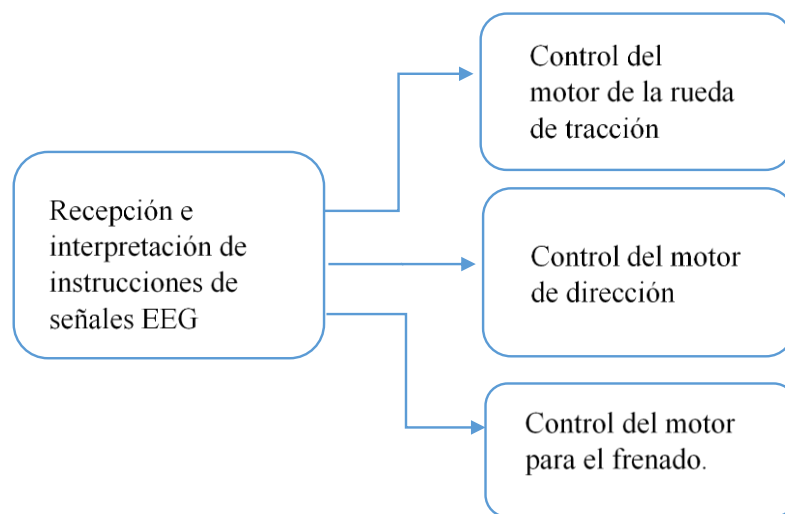 Recepción e
interpretación de
instrucciones de
señales EEG
Control del
motor de la rueda
de tracción
Control del motor
de dirección
Control del motor
para el frenado.